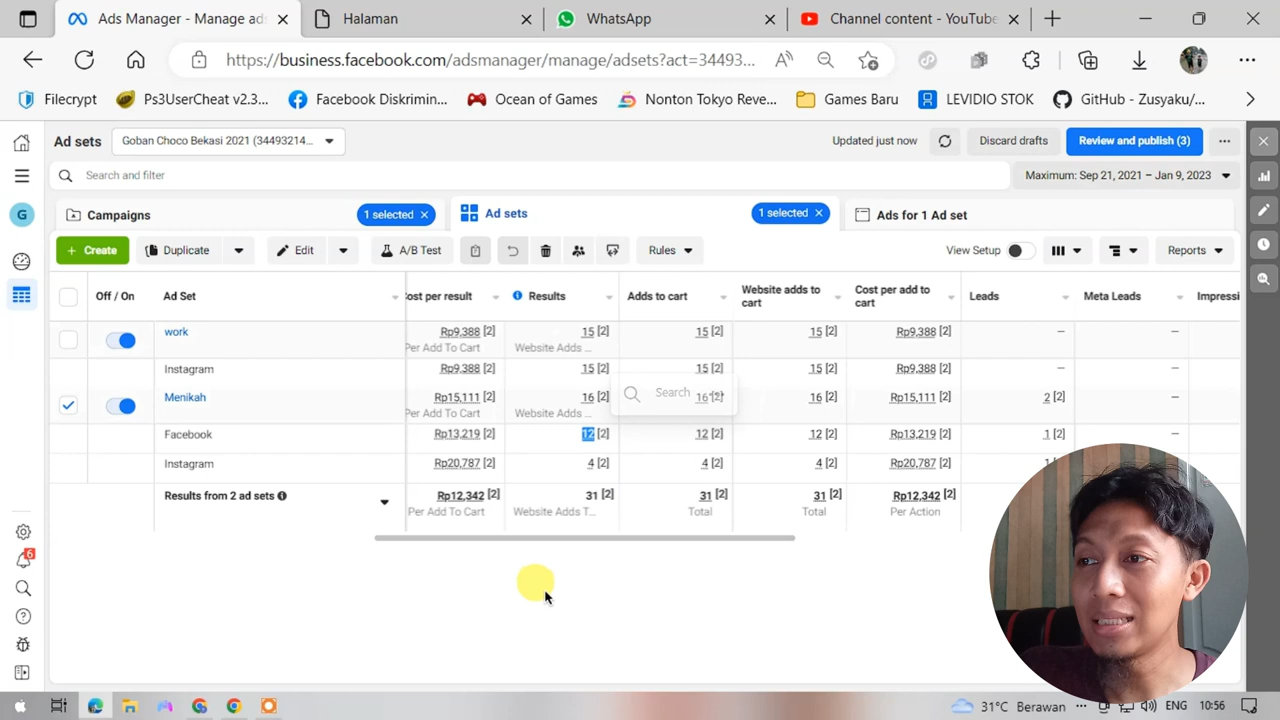 Ads Manager - Manage ads
Halaman
WhatsApp
Channel content - YouTube
https://business.facebook.com/adsmanager/manage/adsets?act=34493...
Filecrypt
Ps3UserCheat v2.3...
Facebook Diskrimin...
Ocean of Games
Nonton Tokyo Reve...
Games Baru
LEVIDIO STOK
GitHub - Zusyaku/...
Ad sets
Goban Choco Bekasi 2021 (34493214...
Updated just now
Discard drafts
Review and publish (3)
Search and filter
Maximum: Sep 21, 2021 – Jan 9, 2023
Campaigns
1 selected
Ad sets
1 selected
Ads for 1 Ad set
+ Create
Duplicate
Edit
A/B Test
Rules
View Setup
Reports
Off / On
Ad Set
Cost per result
Results
Adds to cart
Website adds to cart
Cost per add to cart
Leads
Meta Leads
Impressi
work
Rp9,388 [2]
15 [2]
15 [2]
15 [2]
Rp9,388 [2]
—
—
Per Add To Cart
Website Adds ...
Instagram
Rp9,388 [2]
15 [2]
15 [2]
15 [2]
Rp9,388 [2]
—
—
Search
Menikah
Rp15,111 [2]
16 [2]
16 [2]
16 [2]
Rp15,111 [2]
2 [2]
—
Per Add To Cart
Website Adds ...
Facebook
Rp13,219 [2]
12 [2]
12 [2]
12 [2]
Rp13,219 [2]
1 [2]
—
Instagram
Rp20,787 [2]
4 [2]
4 [2]
4 [2]
Rp20,787 [2]
Results from 2 ad sets
Rp12,342 [2]
31 [2]
31 [2]
31 [2]
Rp12,342 [2]
Per Add To Cart
Website Adds T...
Total
Total
Per Action
G
6
31°C Berawan
ENG
10:56